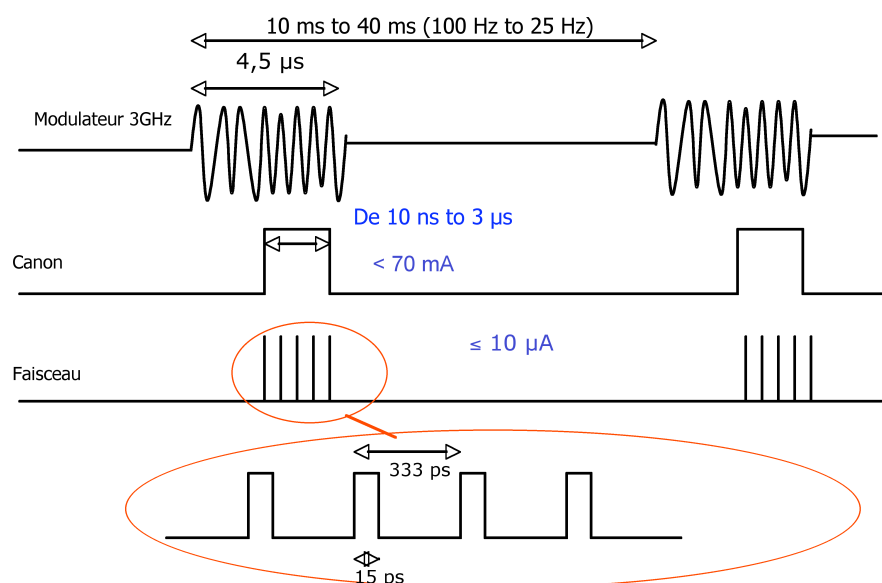 10 ms to 40 ms (100 Hz to 25 Hz)
4,5 µs
Modulateur 3GHz
De 10 ns to 3 µs
Canon
< 70 mA
≤ 10 µA
Faisceau
333 ps
15 ps